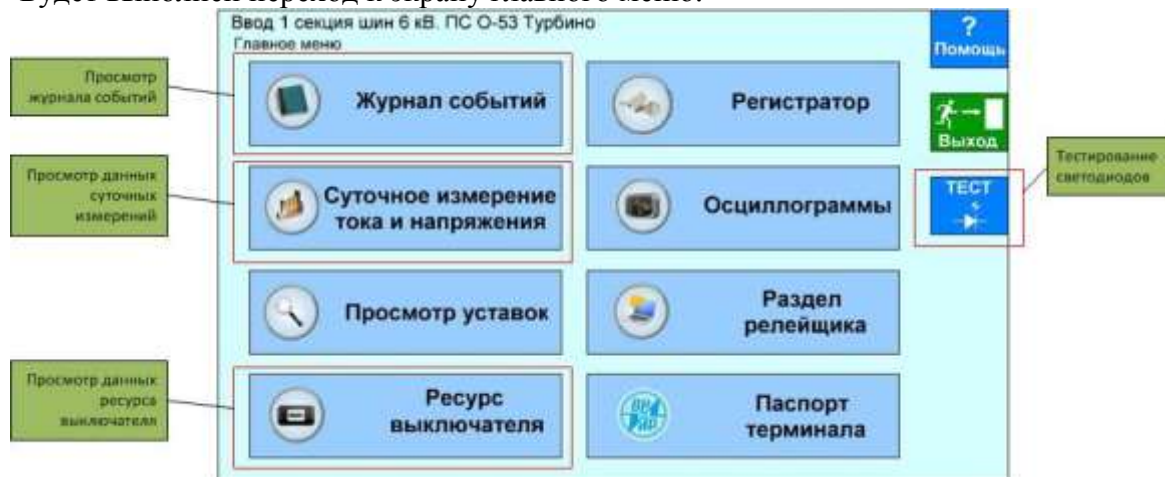 Будет выполнен переход к экрану главного меню:
Ввод 1 секция шин 6 кВ. ПС О-53 Турбино
Главное меню
?
Помощь
Просмотр
журнала событий
Журнал событий
Регистратор
Выход
Тестирование
светодиодов
Просмотр данных
суточных
измерений
Суточное измерение
тока и напряжения
Осциллограммы
ТЕСТ
Просмотр уставок
Раздел
релейщика
Просмотр данных
ресурса
выключателя
Ресурс
выключателя
Паспорт
терминала